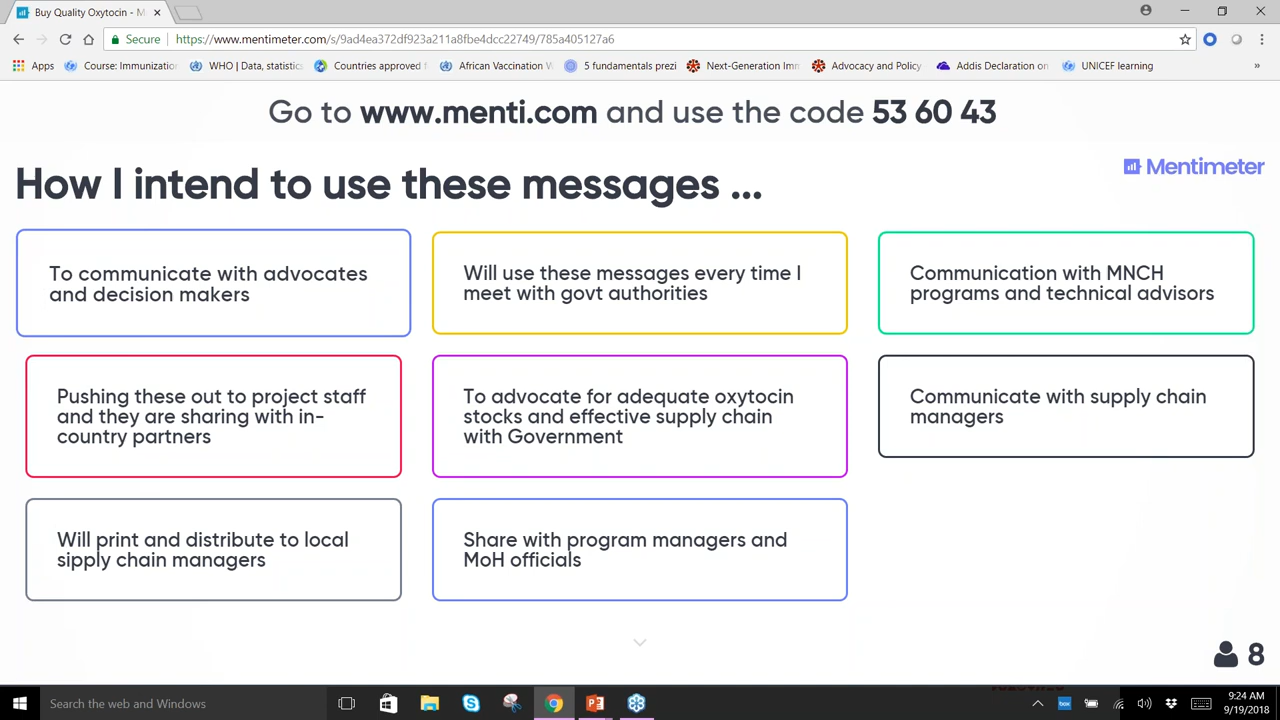 Buy Quality Oxytocin - M
Secure
https://www.mentimeter.com/s/9ad4ea372df923a211a8fbe4dcc22749/785a405127a6
Apps
Course: Immunization
WHO | Data, statistics
Countries approved f
African Vaccination W
5 fundamentals prezi
Next-Generation Imm
Advocacy and Policy
Addis Declaration on
UNICEF learning
»
Go to www.menti.com and use the code 53 60 43
Mentimeter
How I intend to use these messages ...
To communicate with advocates
and decision makers
Will use these messages every time I
meet with govt authorities
Communication with MNCH
programs and technical advisors
Pushing these out to project staff
and they are sharing with in-
country partners
To advocate for adequate oxytocin
stocks and effective supply chain
with Government
Communicate with supply chain
managers
Will print and distribute to local
sipply chain managers
Share with program managers and
MoH officials
8
Search the web and Windows
box
9:24 AM
9/19/2018